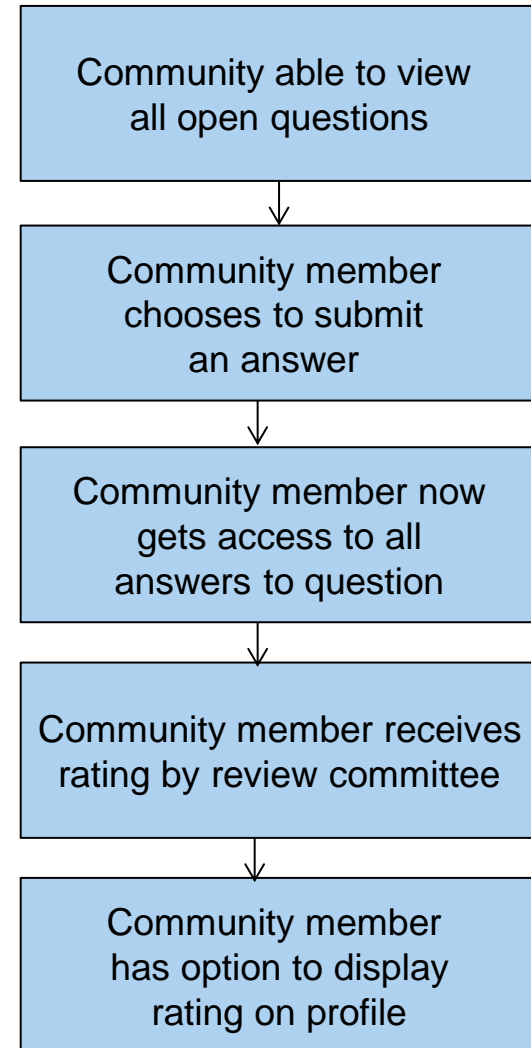 Community able to view
all open questions
Community member
chooses to submit
an answer
Community member now
gets access to all
answers to question
Community member receives
rating by review committee
Community member
has option to display
rating on profile